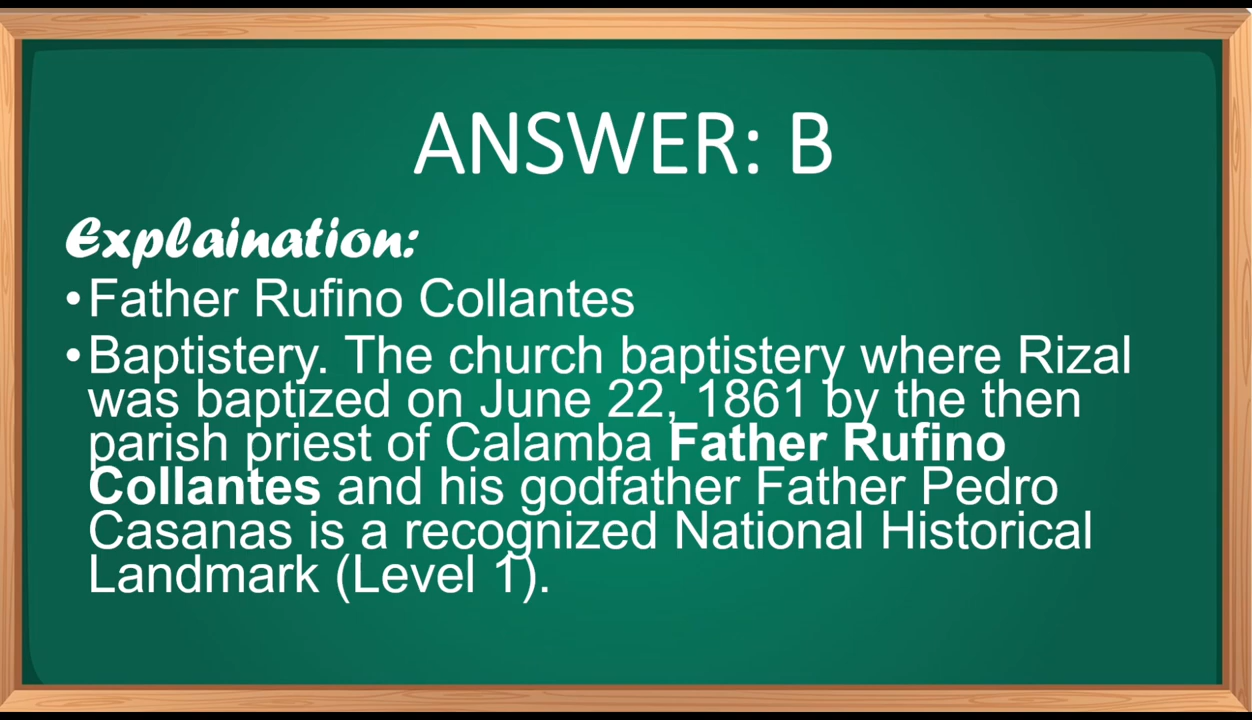 ANSWER: B
Explaination:
•Father Rufino Collantes
•Baptistery. The church baptistery where Rizal
was baptized on June 22, 1861 by the then
parish priest of Calamba Father Rufino
Collantes and his godfather Father Pedro
Casanas is a recognized National Historical
Landmark (Level 1).